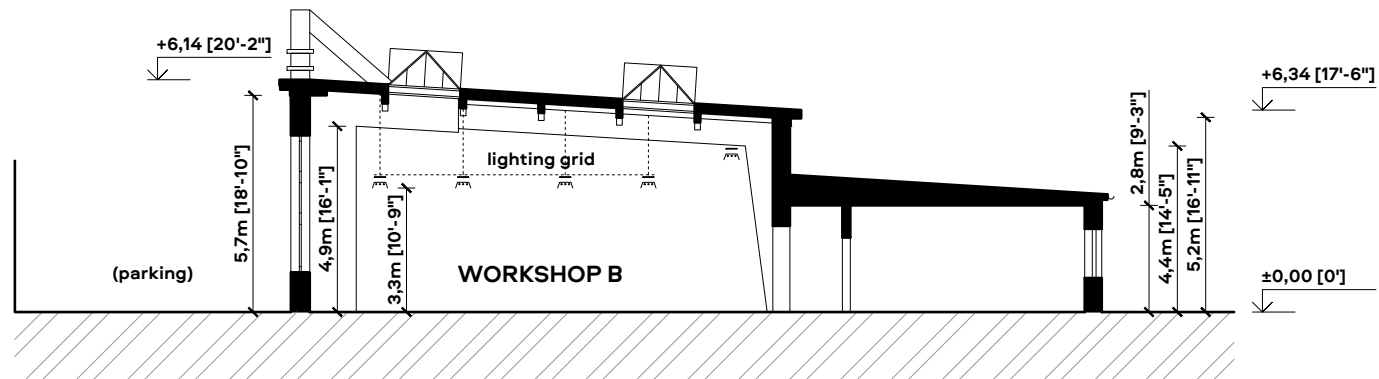 +6,14 [20'-2"]
+6,34 [17'-6"]
2,8m [9'-3"]
lighting grid
5,7m [18'-10"]
4,9m [16'-1"]
3,3m [10'-9"]
4,4m [14'-5"]
5,2m [16'-11"]
(parking)
WORKSHOP B
±0,00 [0']